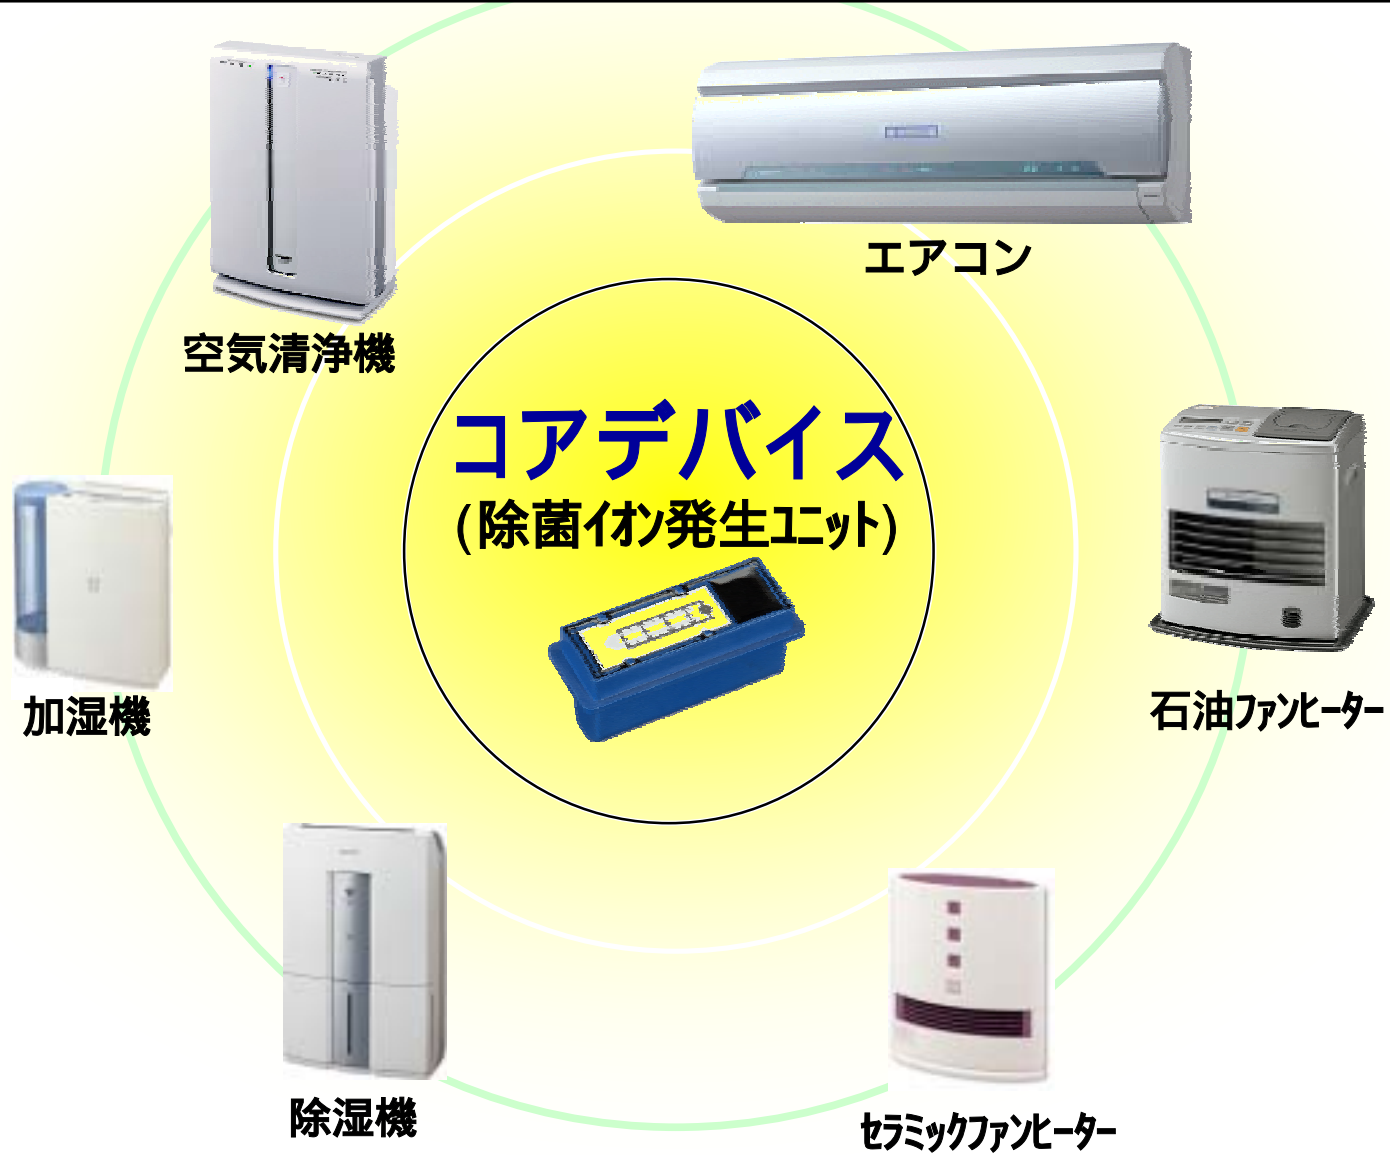 エアコン
空気清浄機
コアデバイス
(除菌ｲｵﾝ発生ﾕﾆｯﾄ)
加湿機
石油ﾌｧﾝﾋｰﾀｰ
除湿機
ｾﾗﾐｯｸﾌｧﾝﾋｰﾀｰ